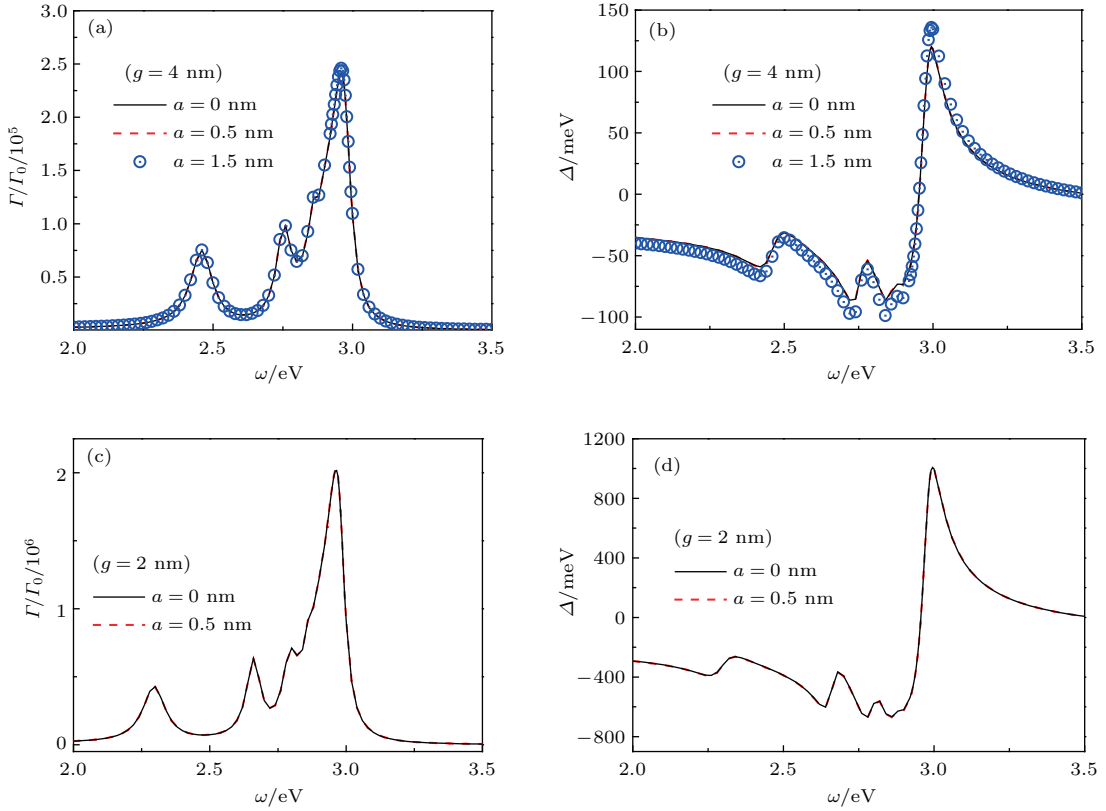 (a)
(g = 4 nm)
a = 0 nm
a = 0.5 nm
a = 1.5 nm
3.0
2.5
2.0
1.5
1.0
0.5
Γ/Γ₀/10⁵
2.0 2.5 3.0 3.5
ω/eV
(b)
(g = 4 nm)
a = 0 nm
a = 0.5 nm
a = 1.5 nm
150
100
50
0
−50
−100
Δ/meV
2.0 2.5 3.0 3.5
ω/eV
(c)
(g = 2 nm)
a = 0 nm
a = 0.5 nm
2
1
0
Γ/Γ₀/10⁶
2.0 2.5 3.0 3.5
ω/eV
(d)
(g = 2 nm)
a = 0 nm
a = 0.5 nm
1200
800
400
0
−400
−800
Δ/meV
2.0 2.5 3.0 3.5
ω/eV